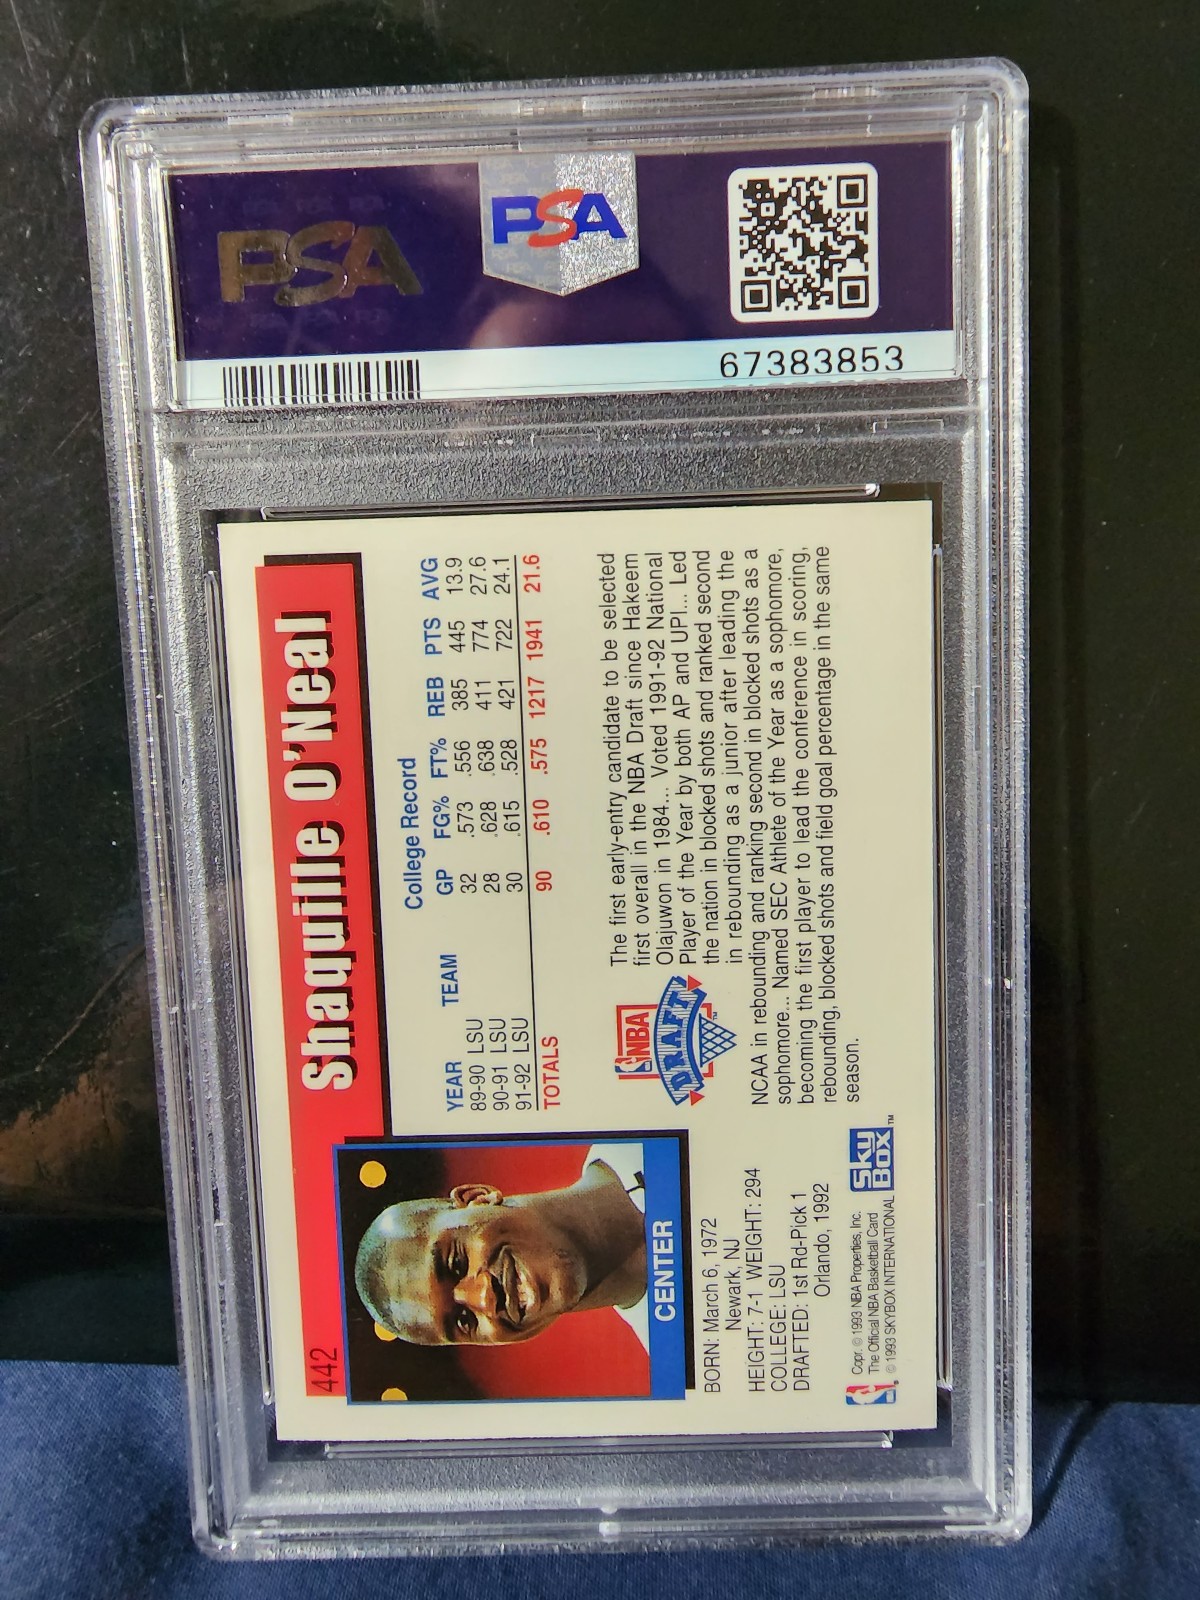 PSA
PSA
67383853
442
Shaquille O'Neal
CENTER
College Record
YEAR TEAM GP FG% FT% REB PTS AVG
89-90 LSU 32 .573 .556 385 445 13.9
90-91 LSU 28 .628 .638 411 774 27.6
91-92 LSU 30 .615 .528 421 722 24.1
TOTALS 90 .610 .575 1217 1941 21.6
NBA
DRAFT
The first early-entry candidate to be selected
first overall in the NBA Draft since Hakeem
Olajuwon in 1984... Voted 1991-92 National
Player of the Year by both AP and UPI... Led
the nation in blocked shots and ranked second
in rebounding as a junior after leading the
NCAA in rebounding and ranking second in blocked shots as a
sophomore... Named SEC Athlete of the Year as a sophomore,
becoming the first player to lead the conference in scoring,
rebounding, blocked shots and field goal percentage in the same
season.
BORN: March 6, 1972
Newark, NJ
HEIGHT: 7-1 WEIGHT: 294
COLLEGE: LSU
DRAFTED: 1st Rd-Pick 1
Orlando, 1992
Copr. © 1993 NBA Properties, Inc.
The Official NBA Basketball Card
© 1993 SKYBOX INTERNATIONAL
Sky
Box™